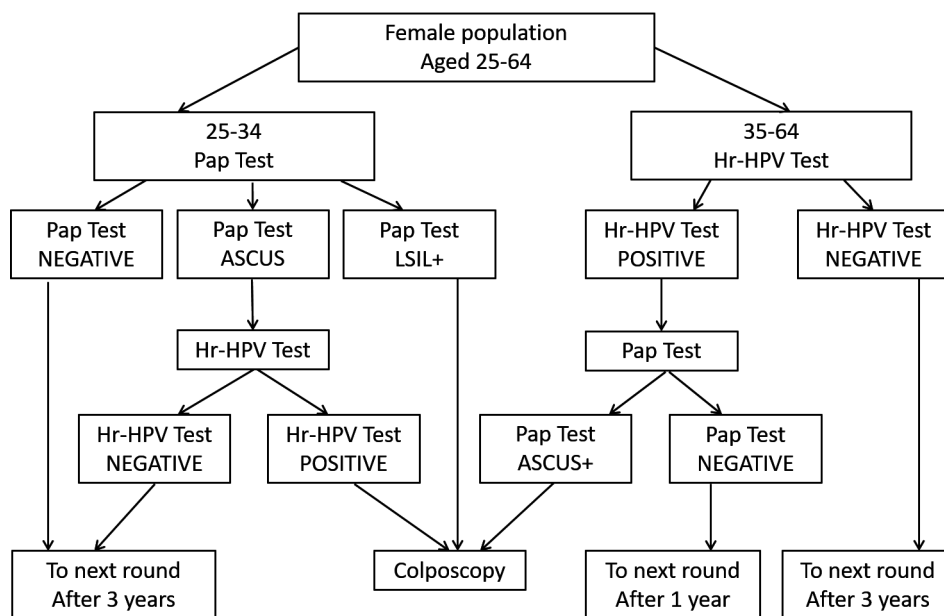 Female population
Aged 25-64
25-34
Pap Test
35-64
Hr-HPV Test
Pap Test
NEGATIVE
Pap Test
ASCUS
Pap Test
LSIL+
Hr-HPV Test
POSITIVE
Hr-HPV Test
NEGATIVE
Hr-HPV Test
Pap Test
Hr-HPV Test
NEGATIVE
Hr-HPV Test
POSITIVE
Pap Test
ASCUS+
Pap Test
NEGATIVE
To next round
After 3 years
Colposcopy
To next round
After 1 year
To next round
After 3 years